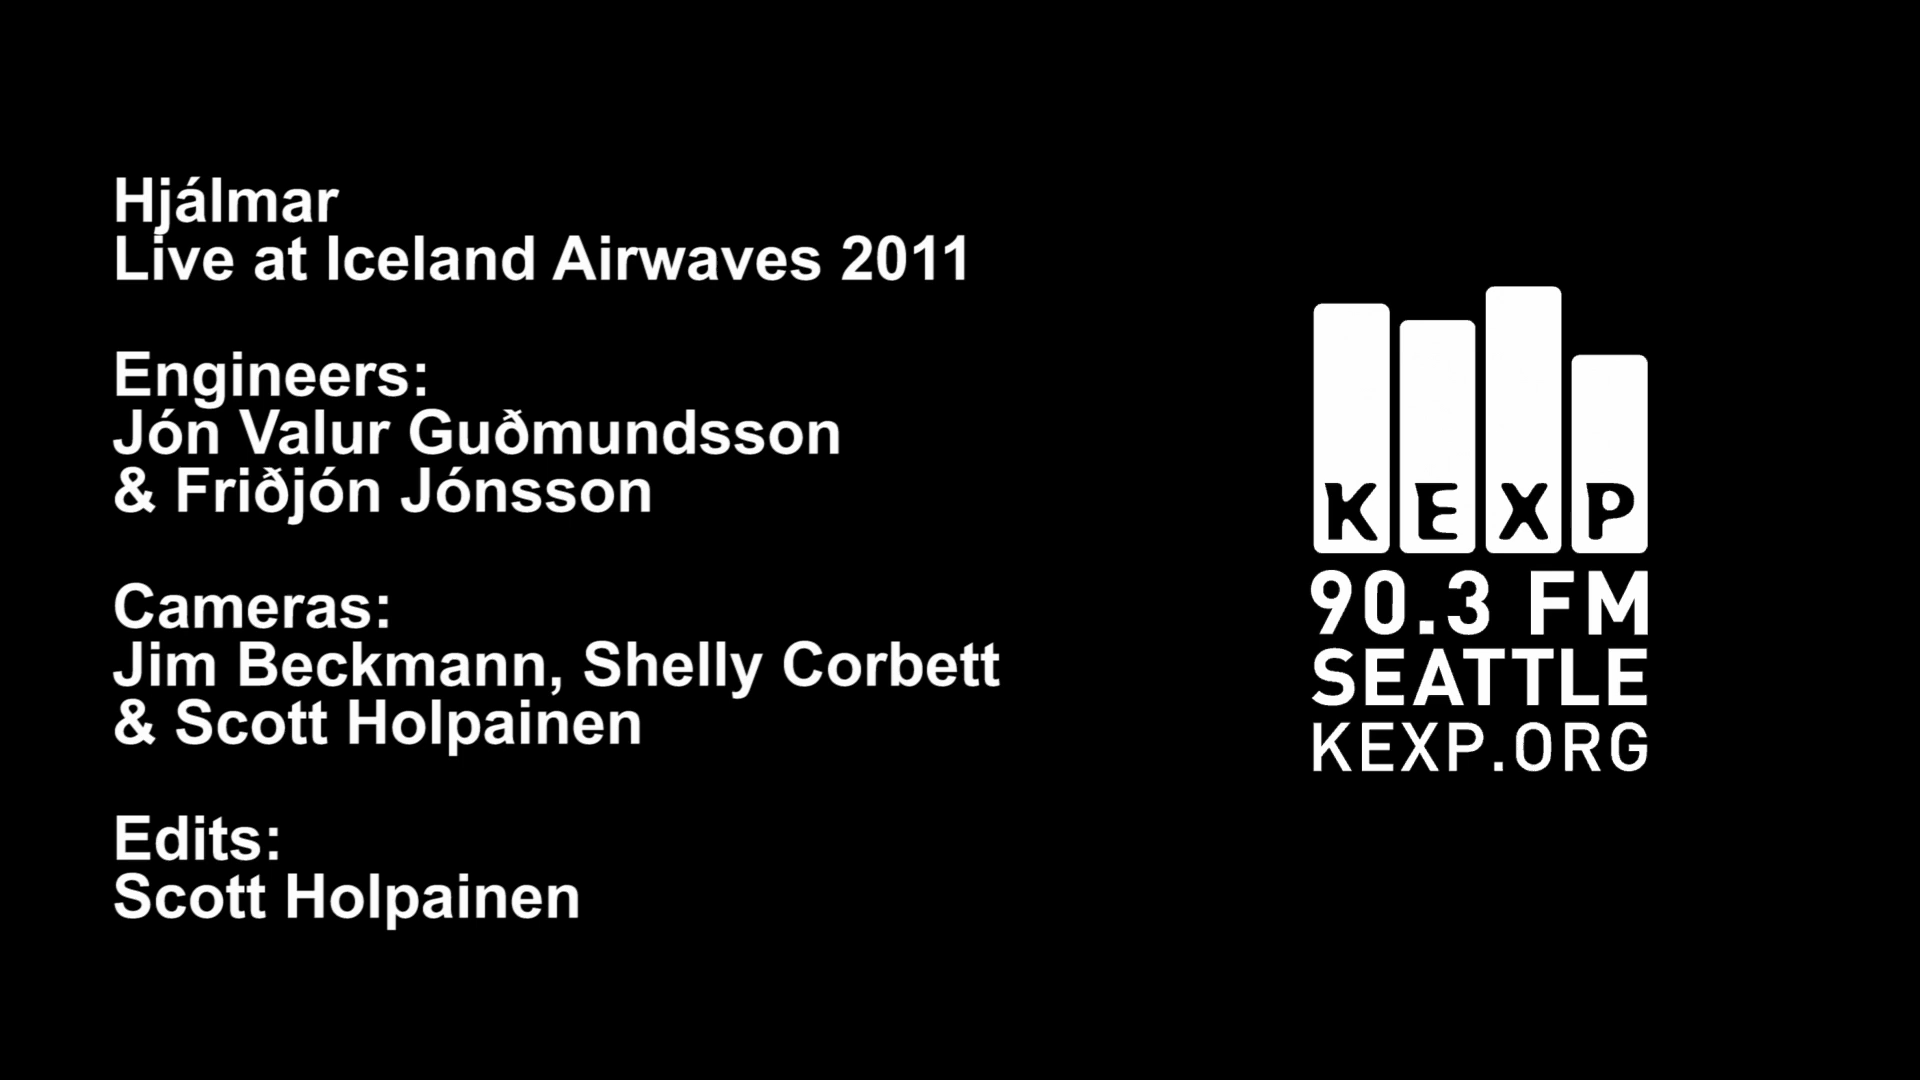 Hjálmar
Live at Iceland Airwaves 2011
Engineers:
Jón Valur Guðmundsson
& Friðjón Jónsson
Cameras:
Jim Beckmann, Shelly Corbett
& Scott Holpainen
Edits:
Scott Holpainen
KEXP
90.3 FM
SEATTLE
KEXP.ORG